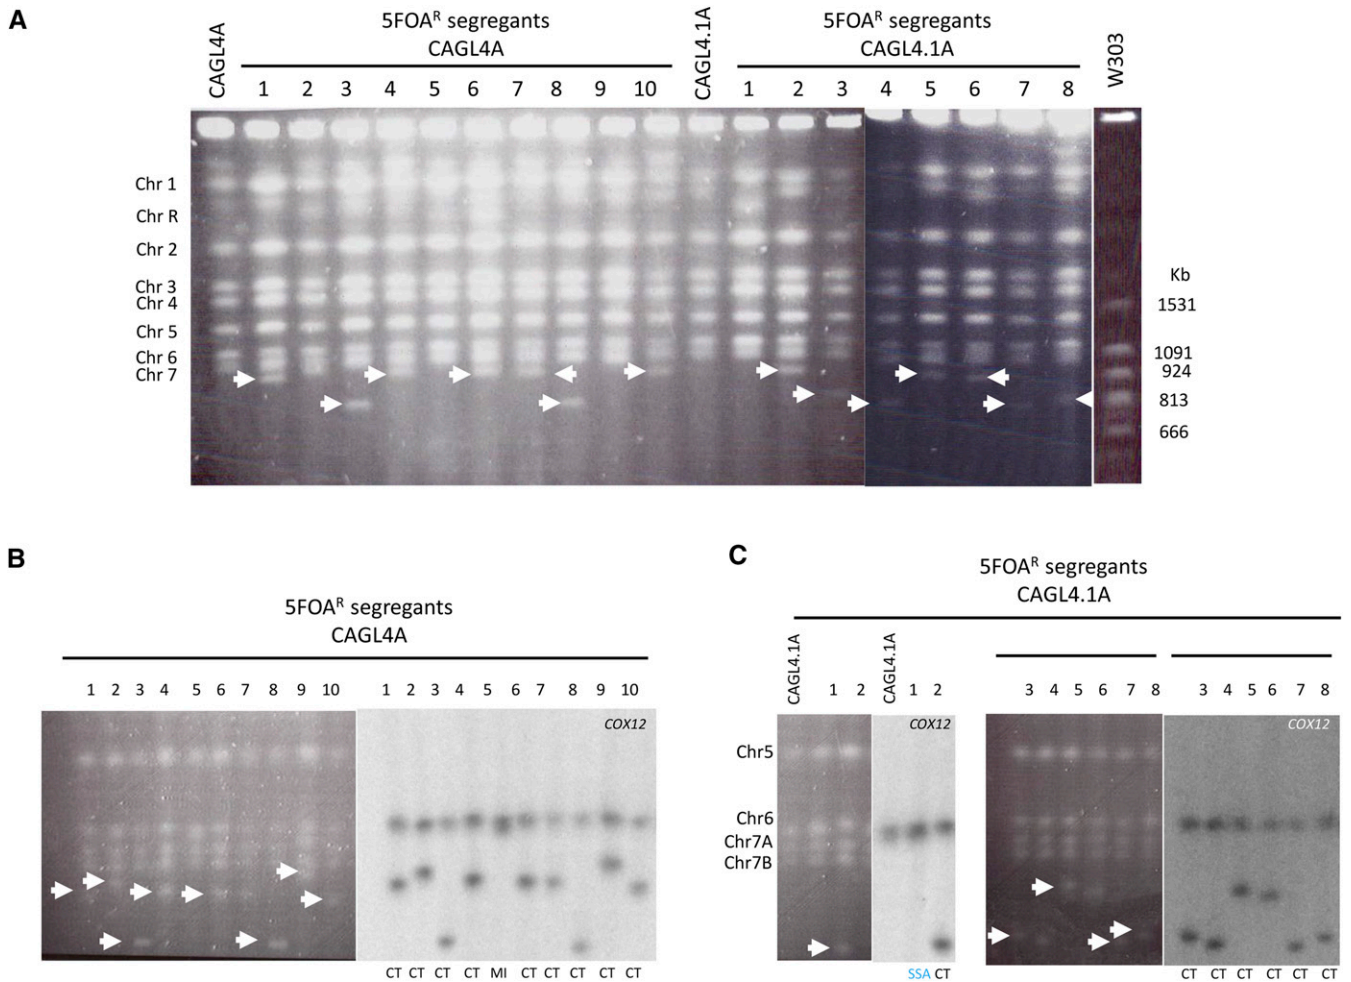 A
5FOAR segregants
CAGL4A
5FOAR segregants
CAGL4.1A
CAGL4A
CAGL4.1A
W303
1 2 3 4 5 6 7 8 9 10
1 2 3 4 5 6 7 8
Chr 1
Chr R
Chr 2
Chr 3
Chr 4
Chr 5
Chr 6
Chr 7
Kb
1531
1091
924
813
666
B
5FOAR segregants
CAGL4A
1 2 3 4 5 6 7 8 9 10
1 2 3 4 5 6 7 8 9 10
COX12
CT CT CT CT MI CT CT CT CT CT
C
5FOAR segregants
CAGL4.1A
CAGL4.1A
1 2
CAGL4.1A
1 2
3 4 5 6 7 8
3 4 5 6 7 8
COX12
COX12
Chr5
Chr6
Chr7A
Chr7B
SSA CT
CT CT CT CT CT CT